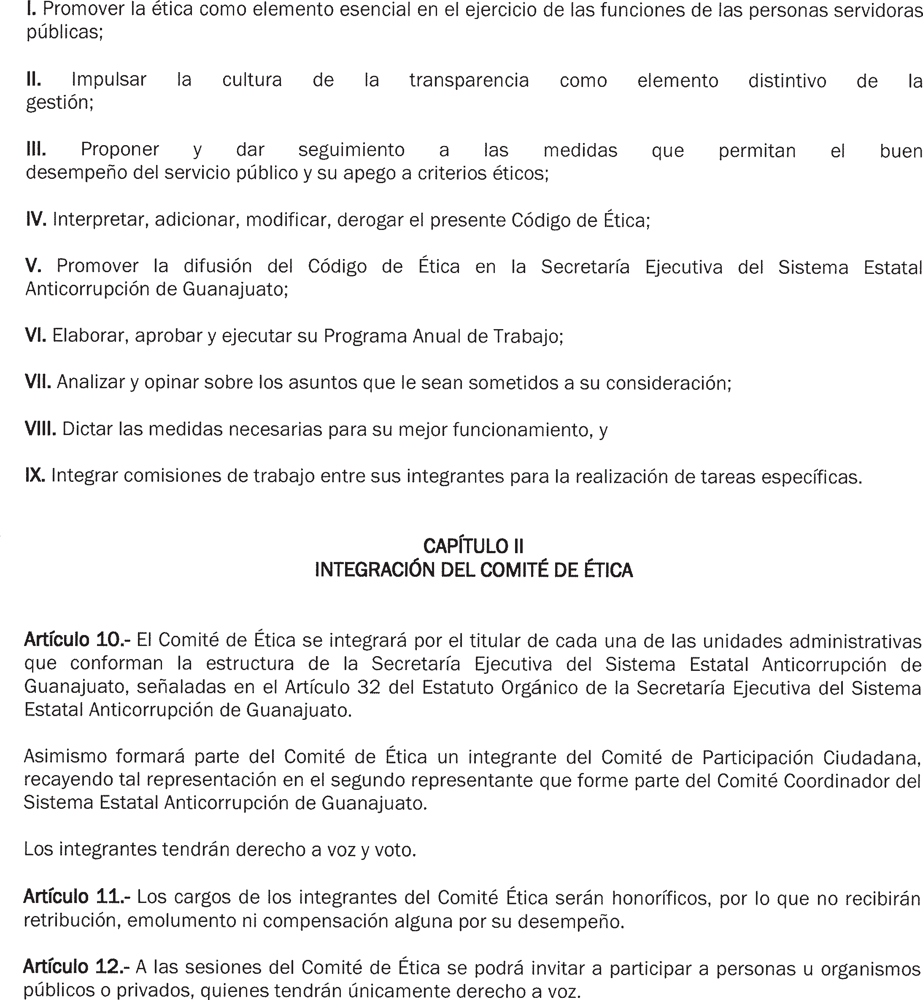 I. Promover la ética como elemento esencial en el ejercicio de las funciones de las personas servidoras
públicas;
II. Impulsar la cultura de la transparencia como elemento distintivo de la
gestión;
III. Proponer y dar seguimiento a las medidas que permitan el buen
desempeño del servicio público y su apego a criterios éticos;
IV. Interpretar, adicionar, modificar, derogar el presente Código de Ética;
V. Promover la difusión del Código de Ética en la Secretaría Ejecutiva del Sistema Estatal
Anticorrupción de Guanajuato;
VI. Elaborar, aprobar y ejecutar su Programa Anual de Trabajo;
VII. Analizar y opinar sobre los asuntos que le sean sometidos a su consideración;
VIII. Dictar las medidas necesarias para su mejor funcionamiento, y
IX. Integrar comisiones de trabajo entre sus integrantes para la realización de tareas específicas.
CAPÍTULO II
INTEGRACIÓN DEL COMITÉ DE ÉTICA
Artículo 10.- El Comité de Ética se integrará por el titular de cada una de las unidades administrativas
que conforman la estructura de la Secretaría Ejecutiva del Sistema Estatal Anticorrupción de
Guanajuato, señaladas en el Artículo 32 del Estatuto Orgánico de la Secretaría Ejecutiva del Sistema
Estatal Anticorrupción de Guanajuato.
Asimismo formará parte del Comité de Ética un integrante del Comité de Participación Ciudadana,
recayendo tal representación en el segundo representante que forme parte del Comité Coordinador del
Sistema Estatal Anticorrupción de Guanajuato.
Los integrantes tendrán derecho a voz y voto.
Artículo 11.- Los cargos de los integrantes del Comité Ética serán honoríficos, por lo que no recibirán
retribución, emolumento ni compensación alguna por su desempeño.
Artículo 12.- A las sesiones del Comité de Ética se podrá invitar a participar a personas u organismos
públicos o privados, quienes tendrán únicamente derecho a voz.